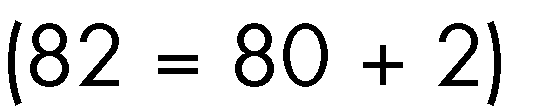 (82 = 80 + 2)